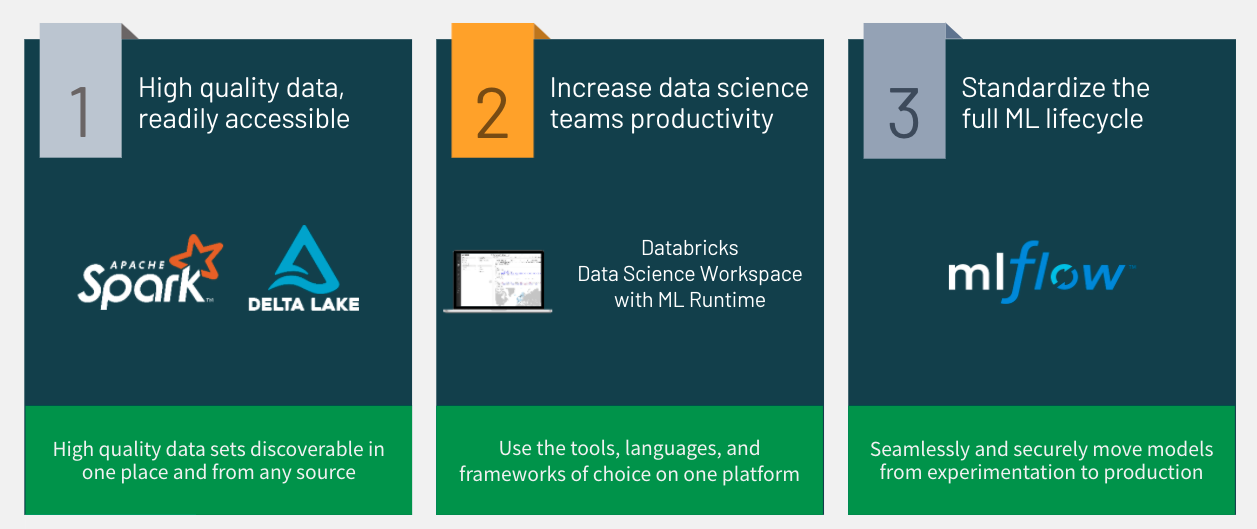 1
High quality data,
readily accessible
APACHE
Spark™
DELTA LAKE
High quality data sets discoverable in
one place and from any source
2
Increase data science
teams productivity
Databricks
Data Science Workspace
with ML Runtime
Use the tools, languages, and
frameworks of choice on one platform
3
Standardize the
full ML lifecycle
mlflow™
Seamlessly and securely move models
from experimentation to production